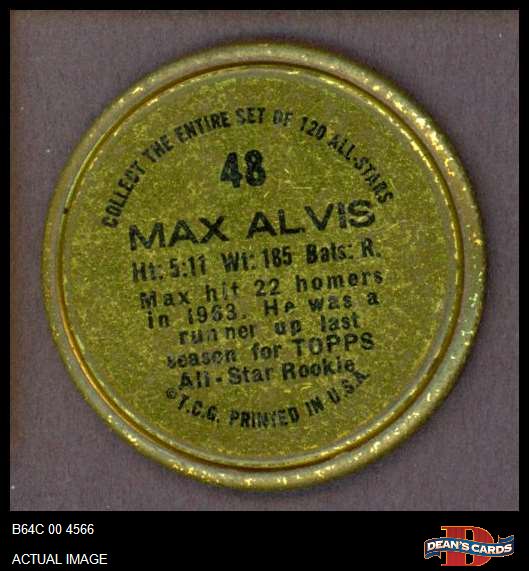 COLLECT THE ENTIRE SET OF 120 ALL-STARS
48
MAX ALVIS
Ht: 5:11 Wt: 185 Bats: R.
Max hit 22 homers
in 1963. He was a
runner up last
season for TOPPS
All-Star Rookie
©T.C.G. PRINTED IN U.S.A.
B64C 00 4566
ACTUAL IMAGE
D
DEAN'S CARDS